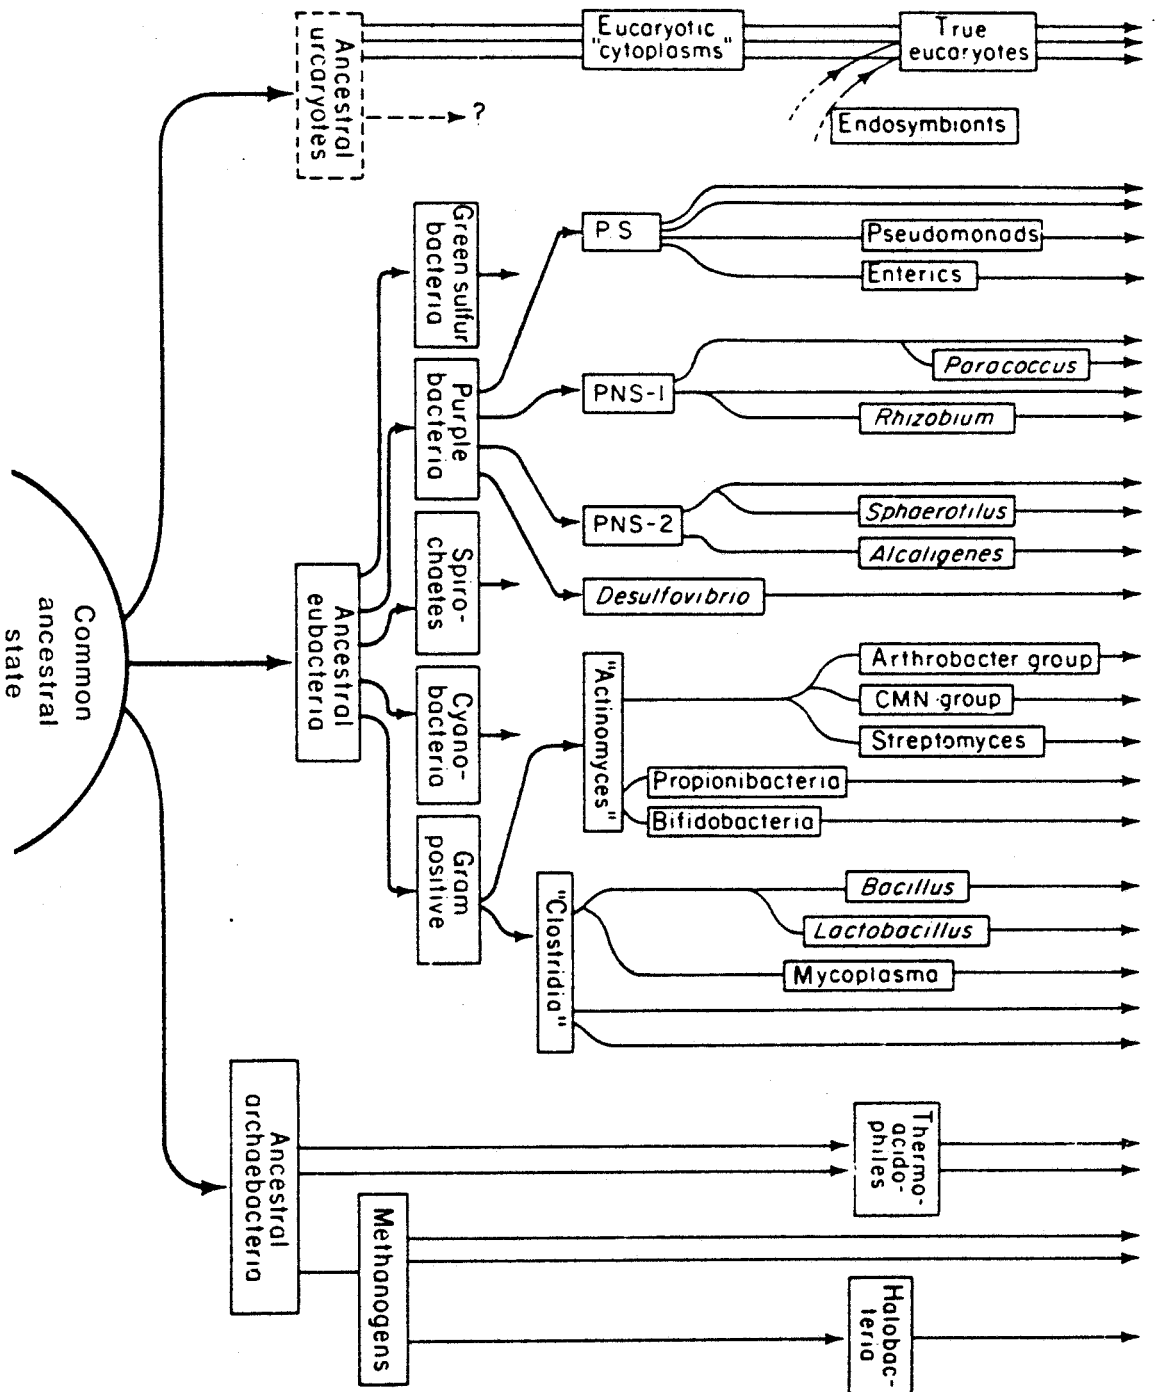 Common
ancestral
state
Ancestral
urcaryotes
?
Eucaryotic
"cytoplasms"
True
eucaryotes
Endosymbionts
Ancestral
eubacteria
Green sulfur
bacteria
Purple
bacteria
Spiro-
chaetes
Cyano-
bacteria
Gram
positive
P.S
Pseudomonads
Enterics
PNS-1
Paracoccus
Rhizobium
PNS-2
Sphaerotilus
Alcaligenes
Desulfovibrio
"Actinomyces"
Arthrobacter group
CMN group
Streptomyces
Propionibacteria
Bifidobacteria
"Clostridia"
Bacillus
Lactobacillus
Mycoplasma
Ancestral
archaebacteria
Thermo-
acido-
philes
Methanogens
Halobac-
teria